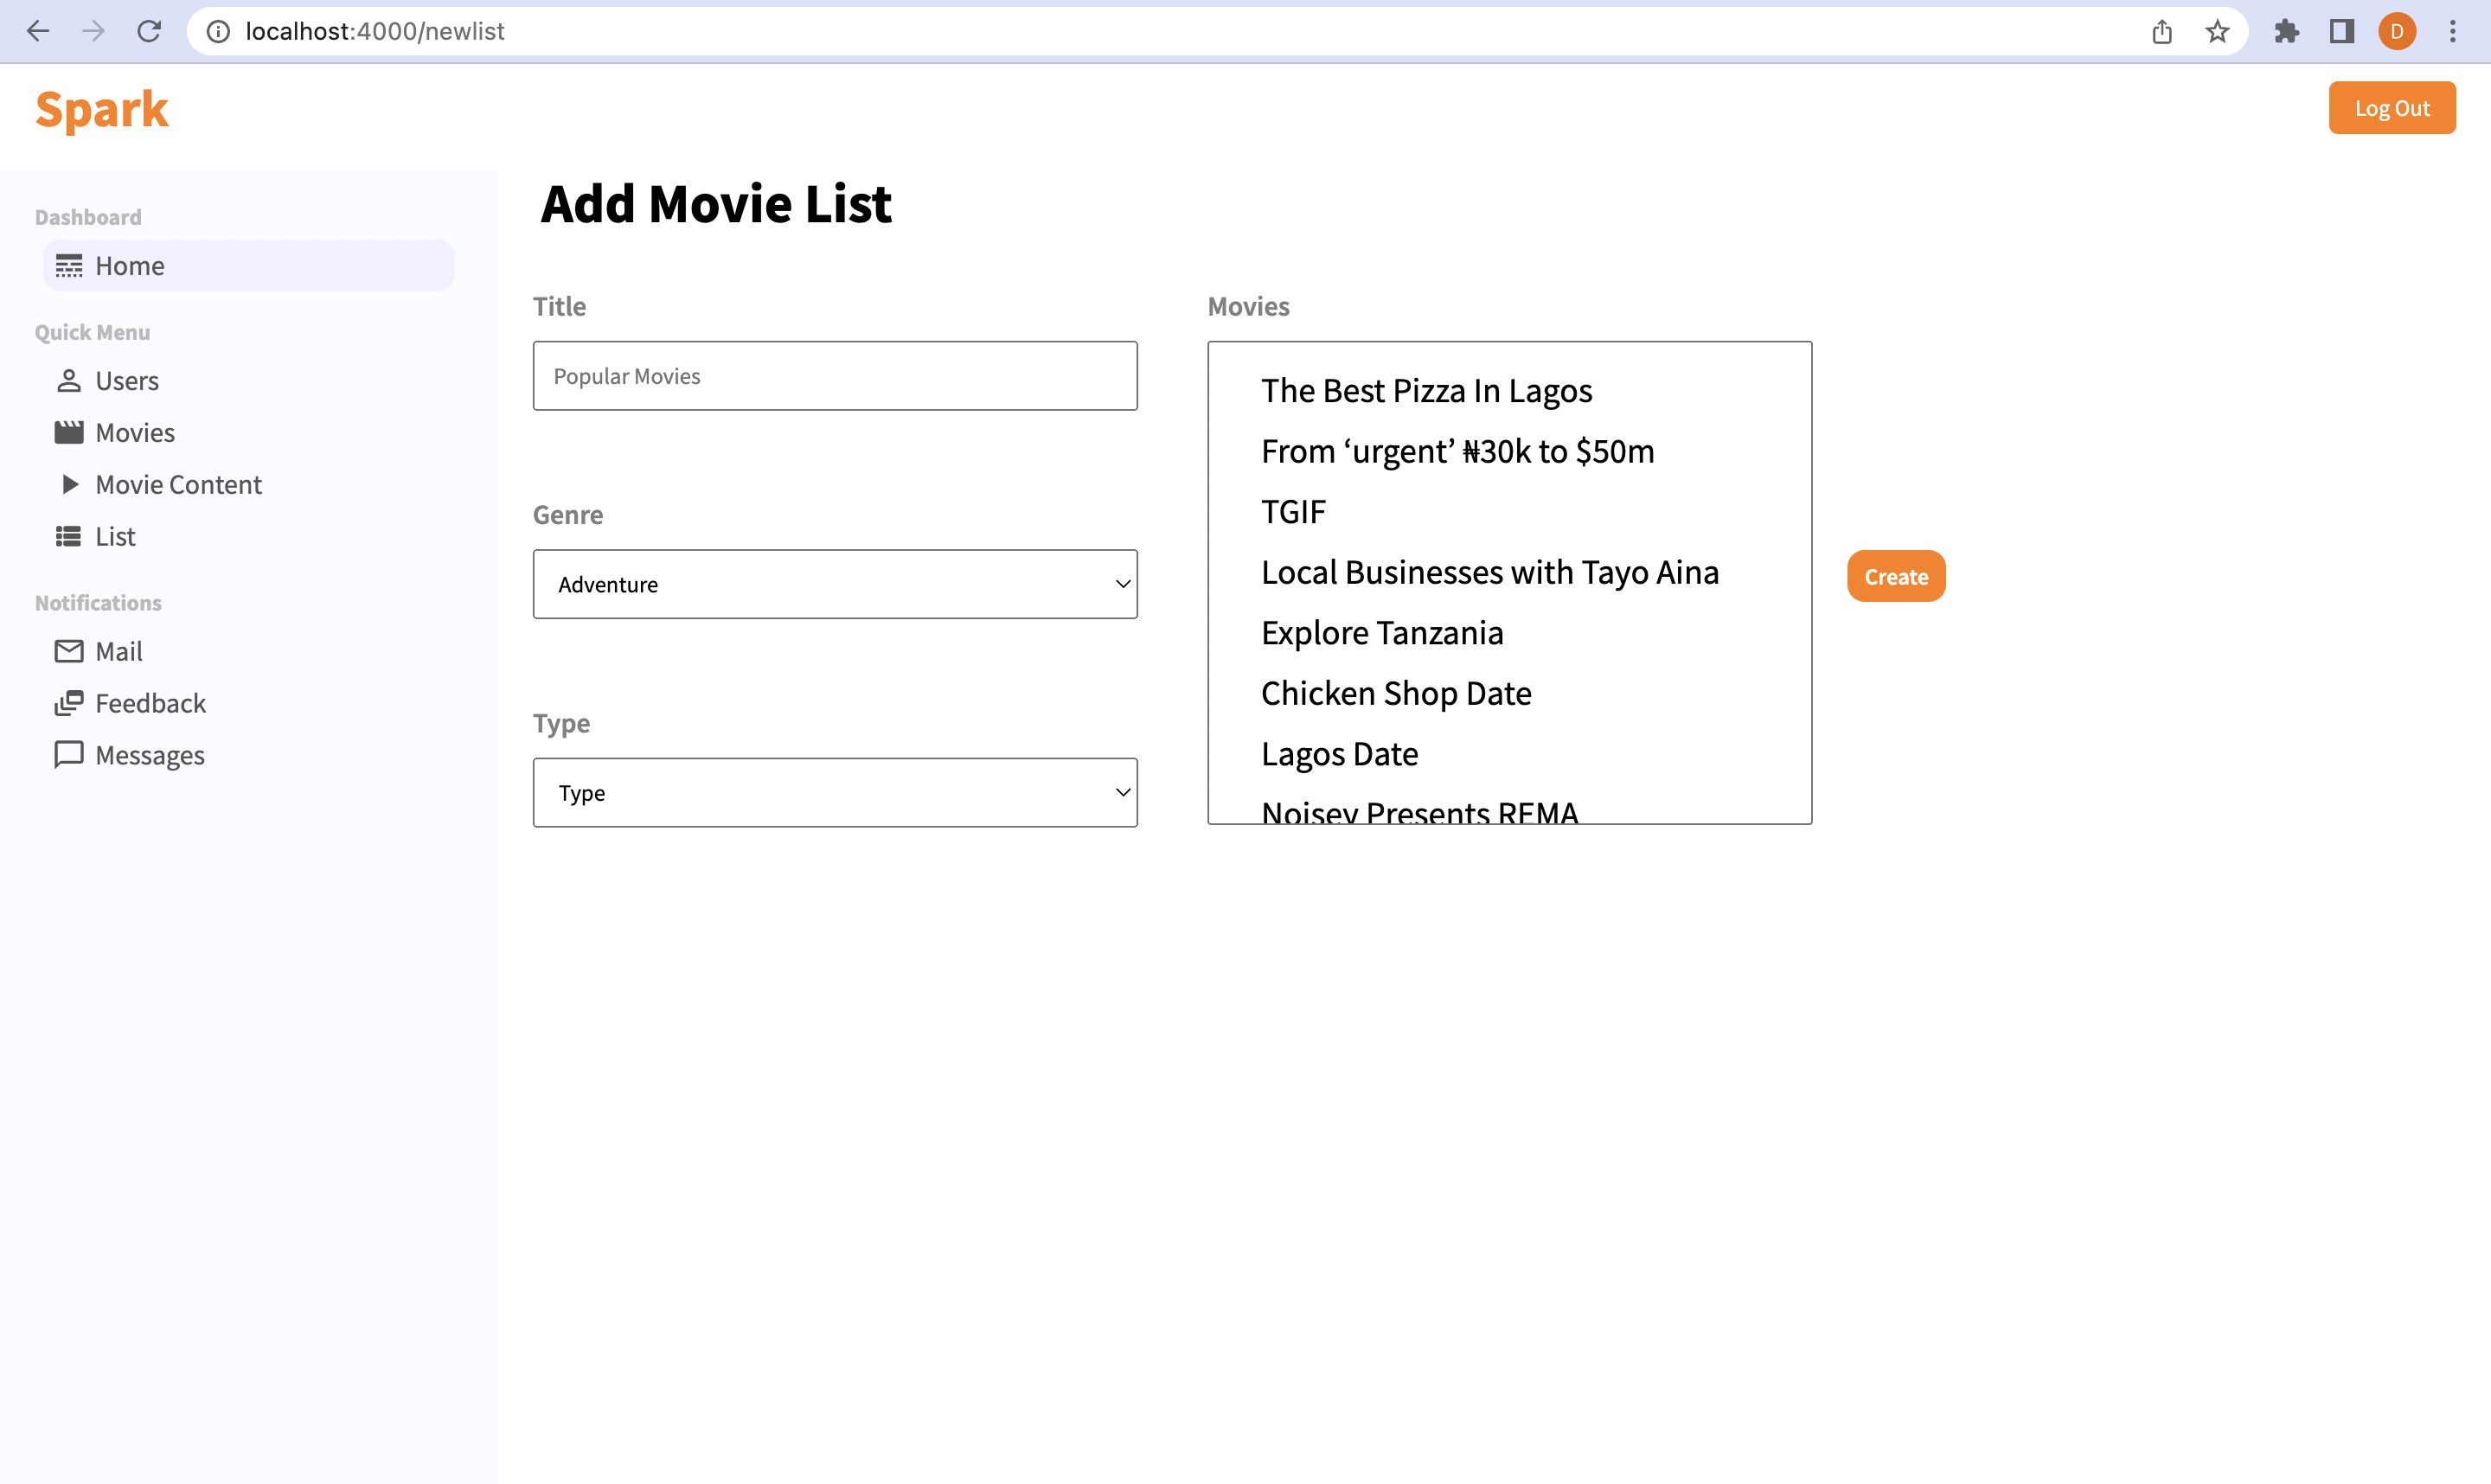 localhost:4000/newlist
D
Spark
Log Out
Dashboard
Home
Quick Menu
Users
Movies
Movie Content
List
Notifications
Mail
Feedback
Messages
Add Movie List
Title
Popular Movies
Genre
Adventure
Type
Type
Movies
The Best Pizza In Lagos
From ‘urgent’ ₦30k to $50m
TGIF
Local Businesses with Tayo Aina
Explore Tanzania
Chicken Shop Date
Lagos Date
Noisey Presents REMA
Create